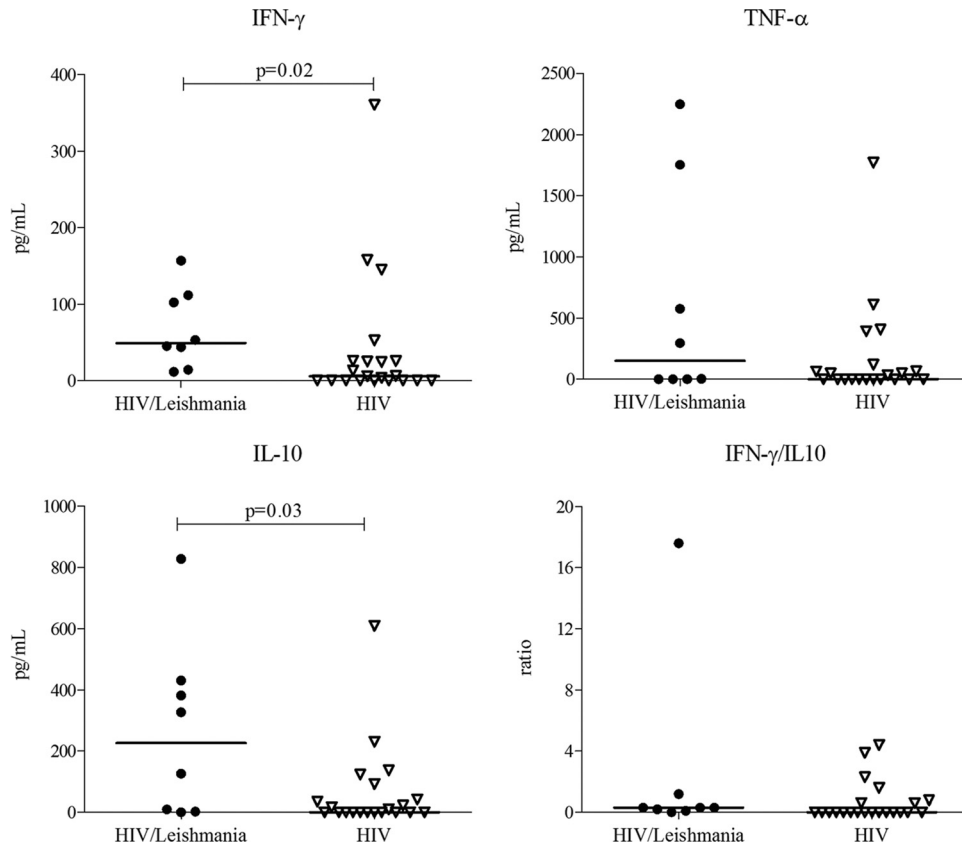 IFN-γ
p=0.02
400
300
200
100
0
pg/mL
HIV/Leishmania HIV
TNF-α
2500
2000
1500
1000
500
0
pg/mL
HIV/Leishmania HIV
IL-10
p=0.03
1000
800
600
400
200
0
pg/mL
HIV/Leishmania HIV
IFN-γ/IL10
20
16
12
8
4
0
ratio
HIV/Leishmania HIV